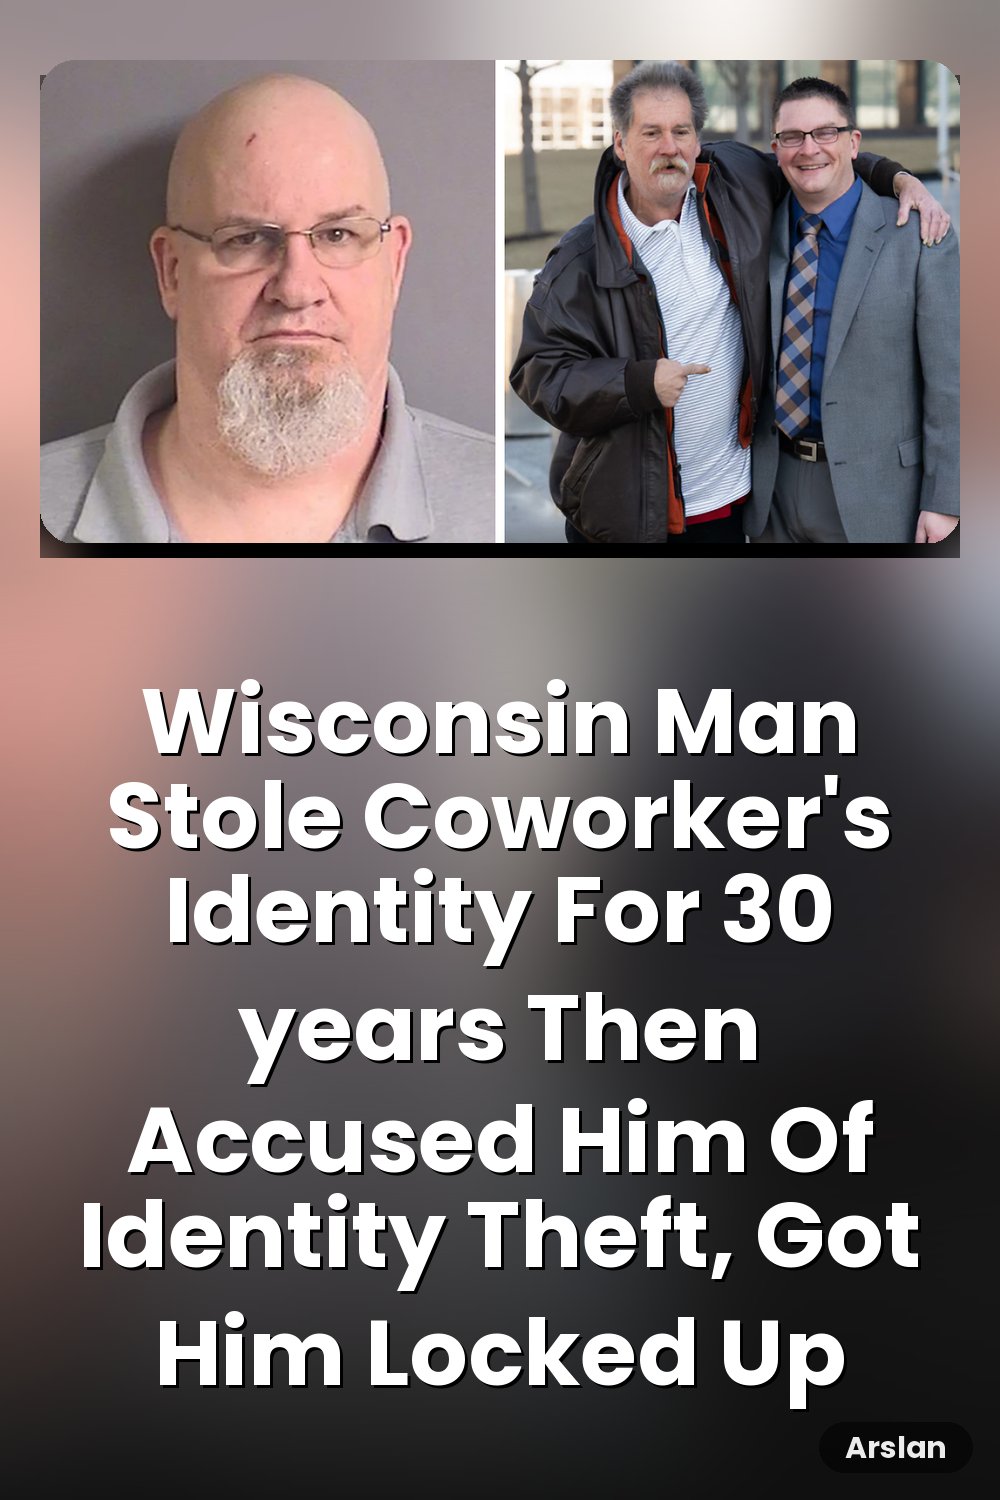 Wisconsin Man
Stole Coworker's
Identity For 30
years Then
Accused Him Of
Identity Theft, Got
Him Locked Up
Arslan